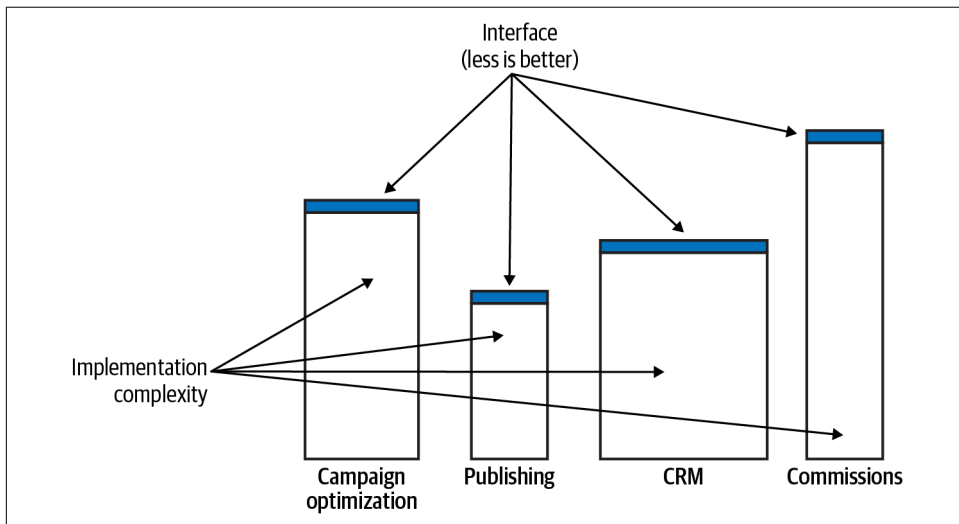 Interface
(less is better)
Implementation
complexity
Campaign
optimization
Publishing
CRM
Commissions